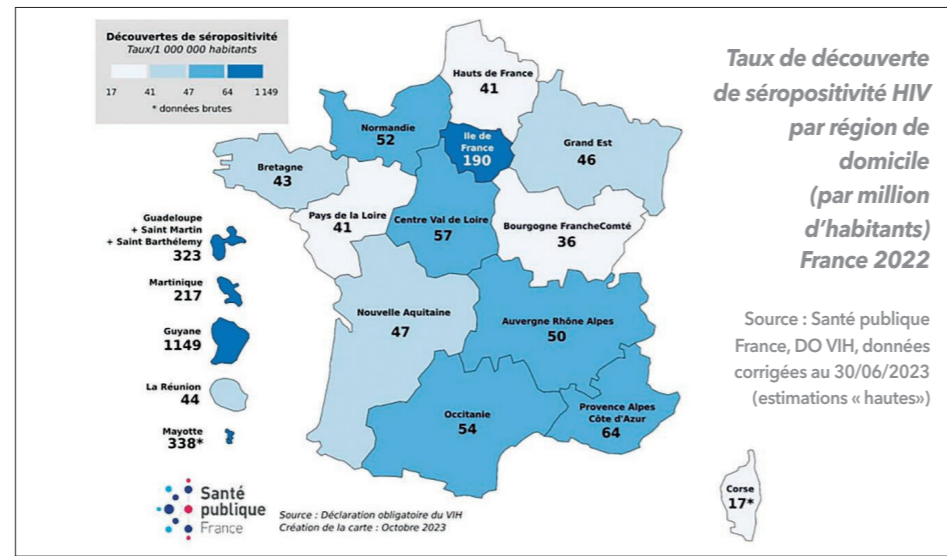 Découvertes de séropositivité
Taux/1 000 000 habitants
17 41 47 64 1149
* données brutes
Hauts de France
41
Normandie
52
Ile de
France
190
Grand Est
46
Bretagne
43
Pays de la Loire
41
Centre Val de Loire
57
Bourgogne FrancheComté
36
Guadeloupe
+ Saint Martin
+ Saint Barthélemy
323
Martinique
217
Guyane
1149
La Réunion
44
Mayotte
338*
Nouvelle Aquitaine
47
Auvergne Rhône Alpes
50
Occitanie
54
Provence Alpes
Côte d'Azur
64
Corse
17*
Santé
publique
France
Source : Déclaration obligatoire du VIH
Création de la carte : Octobre 2023
Taux de découverte
de séropositivité HIV
par région de
domicile
(par million
d’habitants)
France 2022
Source : Santé publique
France, DO VIH, données
corrigées au 30/06/2023
(estimations « hautes»)